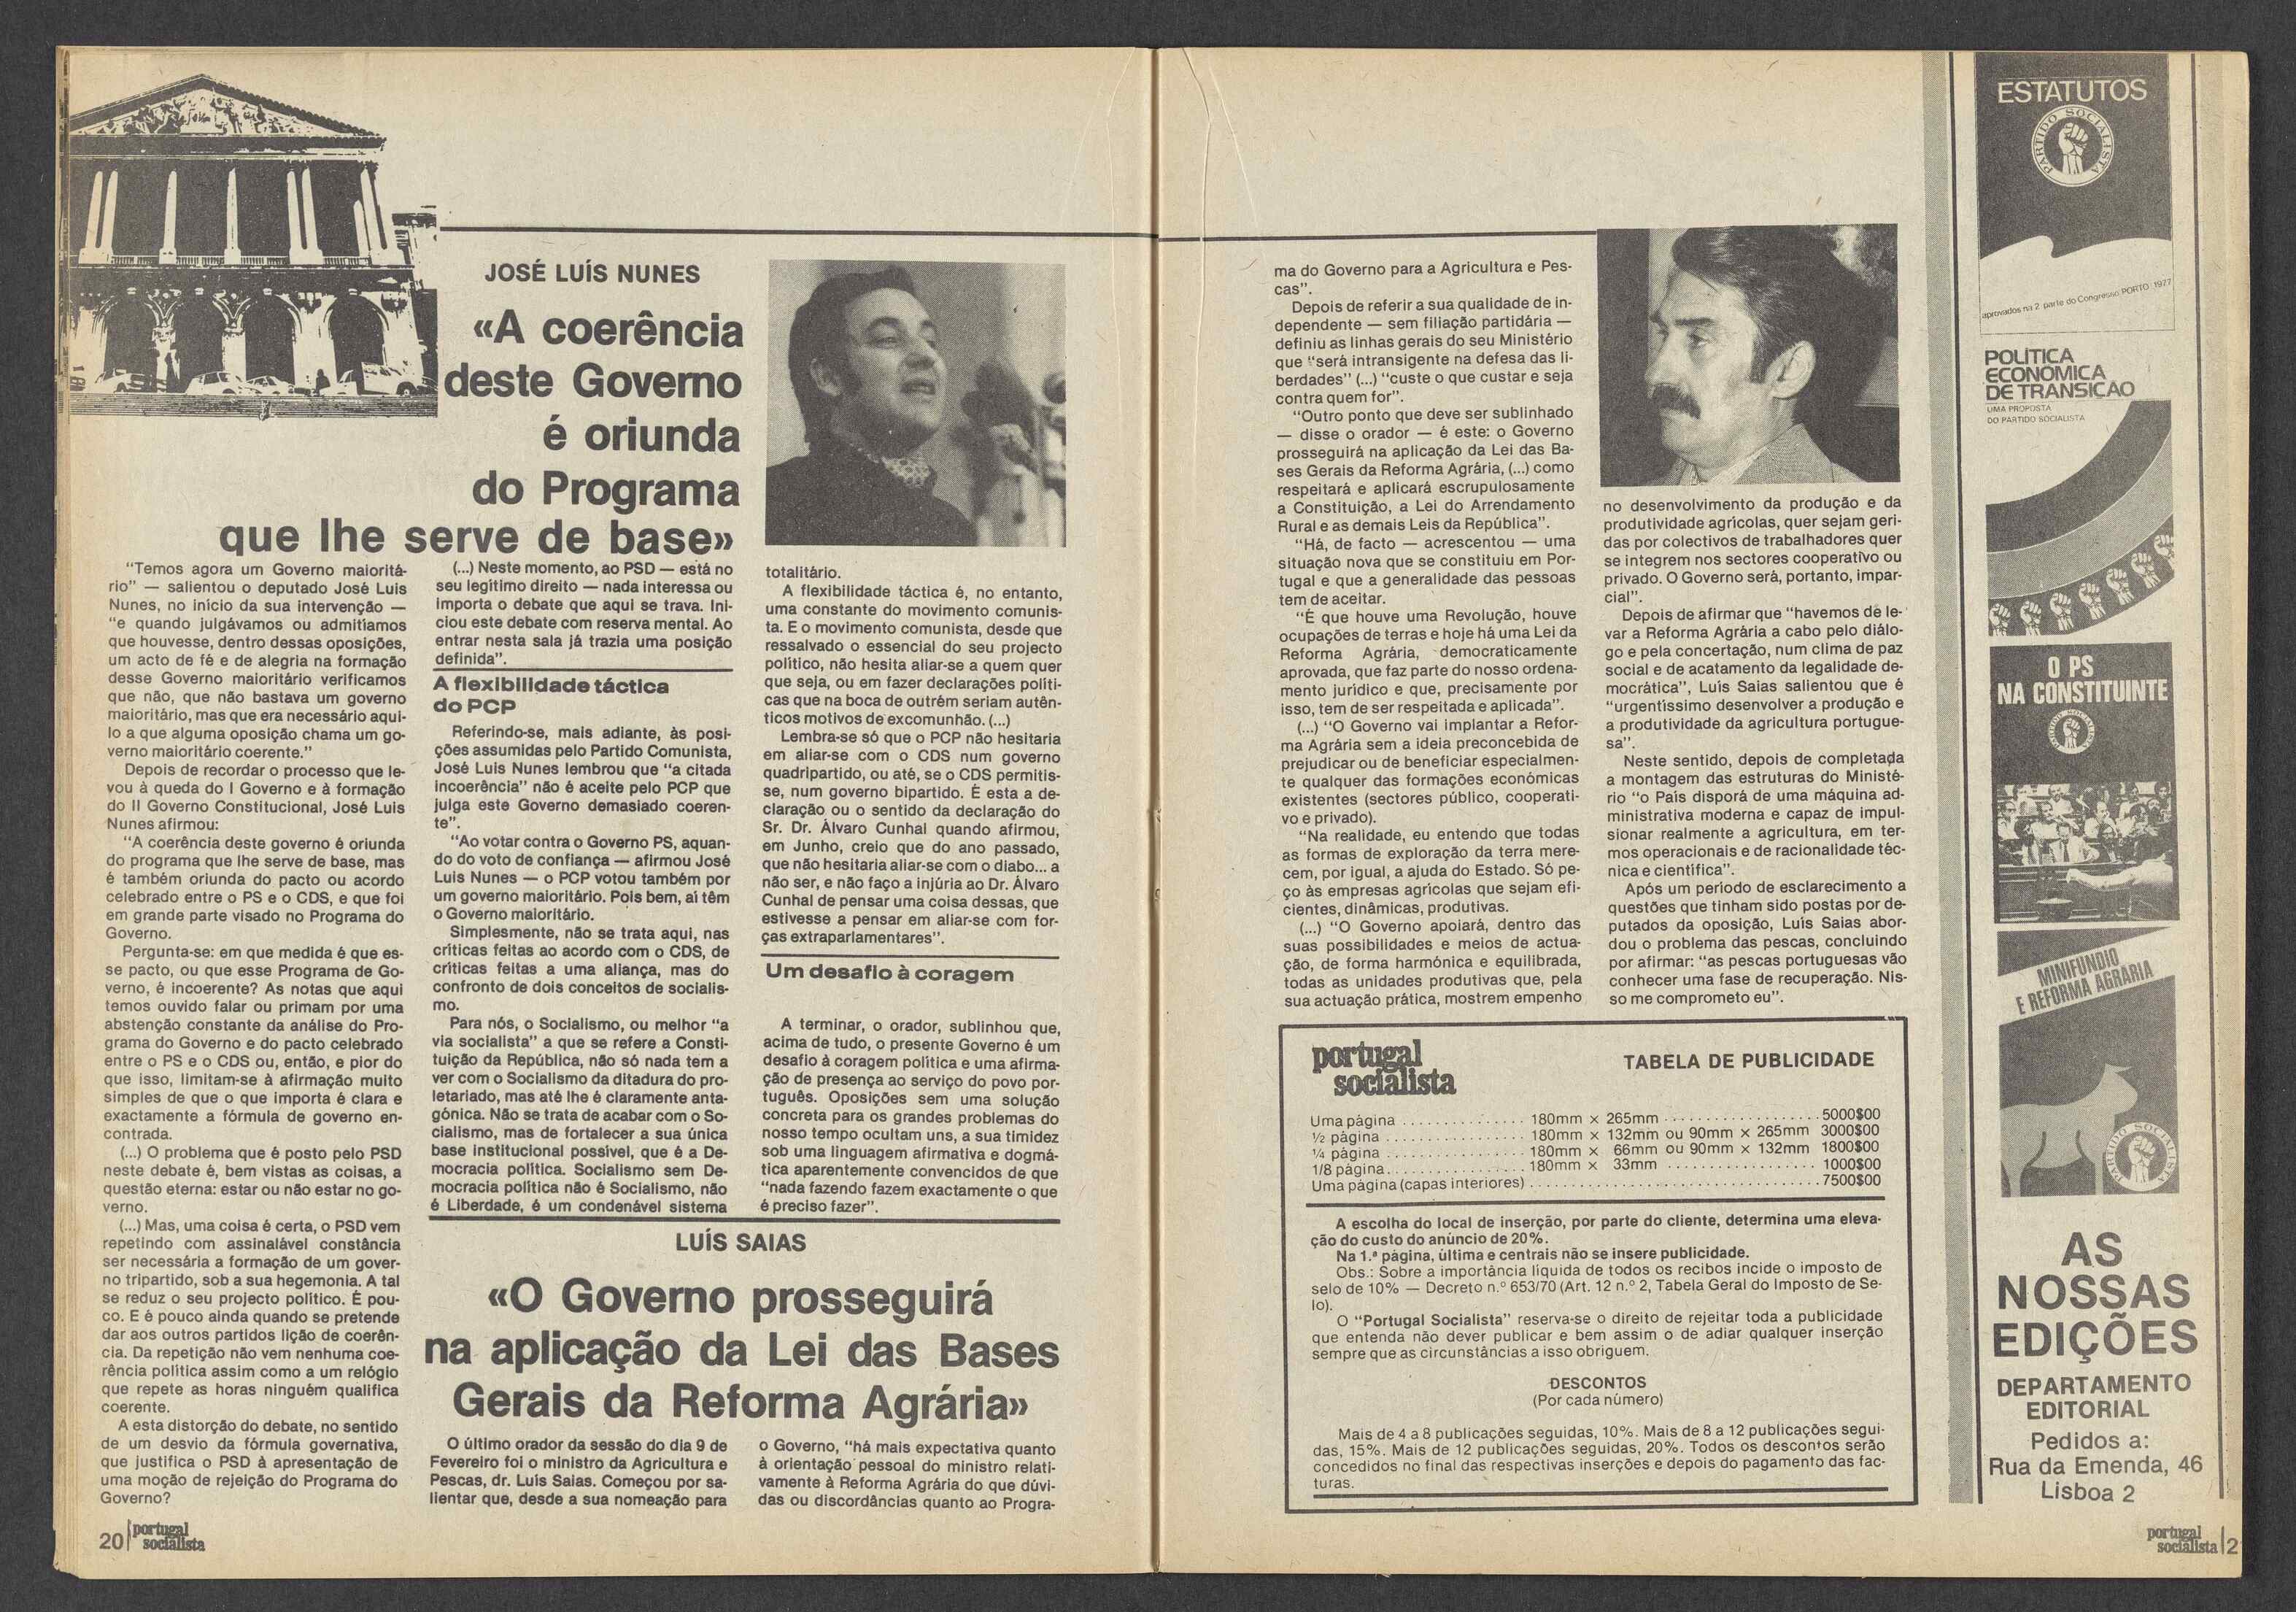 JOSÉ LUÍS NUNES
«A coerência
deste Governo
é oriunda
do Programa
que lhe serve de base»
“Temos agora um Governo maioritá-
rio” — salientou o deputado José Luís
Nunes, no início da sua intervenção —
“e quando julgávamos ou admitíamos
que houvesse, dentro dessas oposições,
um acto de fé e de alegria na formação
desse Governo maioritário verificamos
que não, que não bastava um governo
maioritário, mas que era necessário aqui-
lo a que alguma oposição chama um go-
verno maioritário coerente.”
Depois de recordar o processo que le-
vou à queda do I Governo e à formação
do II Governo Constitucional, José Luís
Nunes afirmou:
“A coerência deste governo é oriunda
do programa que lhe serve de base, mas
é também oriunda do pacto ou acordo
celebrado entre o PS e o CDS, e que foi
em grande parte visado no Programa do
Governo.
Pergunta-se: em que medida é que es-
se pacto, ou que esse Programa de Go-
verno, é incoerente? As notas que aqui
temos ouvido falar ou primam por uma
abstenção constante da análise do Pro-
grama do Governo e do pacto celebrado
entre o PS e o CDS ou, então, e pior do
que isso, limitam-se à afirmação muito
simples de que o que importa é clara e
exactamente a fórmula de governo en-
contrada.
(...) O problema que é posto pelo PSD
neste debate é, bem vistas as coisas, a
questão eterna: estar ou não estar no go-
verno.
(...) Mas, uma coisa é certa, o PSD vem
repetindo com assinalável constância
ser necessária a formação de um gover-
no tripartido, sob a sua hegemonia. A tal
se reduz o seu projecto político. É pou-
co. E é pouco ainda quando se pretende
dar aos outros partidos lição de coerên-
cia. Da repetição não vem nenhuma coe-
rência política assim como a um relógio
que repete as horas ninguém qualifica
coerente.
A esta distorção do debate, no sentido
de um desvio da fórmula governativa,
que justifica o PSD à apresentação de
uma moção de rejeição do Programa do
Governo?
(...) Neste momento, ao PSD — está no
seu legítimo direito — nada interessa ou
importa o debate que aqui se trava. Ini-
ciou este debate com reserva mental. Ao
entrar nesta sala já trazia uma posição
definida”.
A flexibilidade táctica
do PCP
Referindo-se, mais adiante, às posi-
ções assumidas pelo Partido Comunista,
José Luís Nunes lembrou que “a citada
incoerência” não é aceite pelo PCP que
julga este Governo demasiado coeren-
te”.
“Ao votar contra o Governo PS, aquan-
do do voto de confiança — afirmou José
Luís Nunes — o PCP votou também por
um governo maioritário. Pois bem, aí têm
o Governo maioritário.
Simplesmente, não se trata aqui, nas
críticas feitas ao acordo com o CDS, de
críticas feitas a uma aliança, mas do
confronto de dois conceitos de socialis-
mo.
Para nós, o Socialismo, ou melhor “a
via socialista” a que se refere a Consti-
tuição da República, não só nada tem a
ver com o Socialismo da ditadura do pro-
letariado, mas até lhe é claramente anta-
gónica. Não se trata de acabar com o So-
cialismo, mas de fortalecer a sua única
base institucional possível, que é a De-
mocracia política. Socialismo sem De-
mocracia política não é Socialismo, não
é Liberdade, é um condenável sistema
totalitário.
A flexibilidade táctica é, no entanto,
uma constante do movimento comunis-
ta. E o movimento comunista, desde que
ressalvado o essencial do seu projecto
político, não hesita aliar-se a quem quer
que seja, ou em fazer declarações políti-
cas que na boca de outrém seriam autên-
ticos motivos de excomunhão. (...)
Lembra-se só que o PCP não hesitaria
em aliar-se com o CDS num governo
quadripartido, ou até, se o CDS permitis-
se, num governo bipartido. É esta a de-
claração ou o sentido da declaração do
Sr. Dr. Álvaro Cunhal quando afirmou,
em Junho, creio que do ano passado,
que não hesitaria aliar-se com o diabo... a
não ser, e não faço a injúria ao Dr. Álvaro
Cunhal de pensar uma coisa dessas, que
estivesse a pensar em aliar-se com for-
ças extraparlamentares”.
Um desafio à coragem
A terminar, o orador, sublinhou que,
acima de tudo, o presente Governo é um
desafio à coragem política e uma afirma-
ção de presença ao serviço do povo por-
tuguês. Oposições sem uma solução
concreta para os grandes problemas do
nosso tempo ocultam uns, a sua timidez
sob uma linguagem afirmativa e dogmá-
tica aparentemente convencidos de que
“nada fazendo fazem exactamente o que
é preciso fazer”.
LUÍS SAIAS
«O Governo prosseguirá
na aplicação da Lei das Bases
Gerais da Reforma Agrária»
O último orador da sessão do dia 9 de
Fevereiro foi o ministro da Agricultura e
Pescas, dr. Luís Saias. Começou por sa-
lientar que, desde a sua nomeação para
o Governo, “há mais expectativa quanto
à orientação pessoal do ministro relati-
vamente à Reforma Agrária do que dúvi-
das ou discordâncias quanto ao Progra-
20 portugal
socialista
ma do Governo para a Agricultura e Pes-
cas”.
Depois de referir a sua qualidade de in-
dependente — sem filiação partidária —
definiu as linhas gerais do seu Ministério
que “será intransigente na defesa das li-
berdades” (...) “custe o que custar e seja
contra quem for”.
“Outro ponto que deve ser sublinhado
— disse o orador — é este: o Governo
prosseguirá na aplicação da Lei das Ba-
ses Gerais da Reforma Agrária, (...) como
respeitará e aplicará escrupulosamente
a Constituição, a Lei do Arrendamento
Rural e as demais Leis da República”.
“Há, de facto — acrescentou — uma
situação nova que se constituiu em Por-
tugal e que a generalidade das pessoas
tem de aceitar.
“É que houve uma Revolução, houve
ocupações de terras e hoje há uma Lei da
Reforma Agrária, democraticamente
aprovada, que faz parte do nosso ordena-
mento jurídico e que, precisamente por
isso, tem de ser respeitada e aplicada”.
(...) “O Governo vai implantar a Refor-
ma Agrária sem a ideia preconcebida de
prejudicar ou de beneficiar especialmen-
te qualquer das formações económicas
existentes (sectores público, cooperati-
vo e privado).
“Na realidade, eu entendo que todas
as formas de exploração da terra mere-
cem, por igual, a ajuda do Estado. Só pe-
ço às empresas agrícolas que sejam efi-
cientes, dinâmicas, produtivas.
(...) “O Governo apoiará, dentro das
suas possibilidades e meios de actua-
ção, de forma harmónica e equilibrada,
todas as unidades produtivas que, pela
sua actuação prática, mostrem empenho
no desenvolvimento da produção e da
produtividade agrícolas, quer sejam geri-
das por colectivos de trabalhadores quer
se integrem nos sectores cooperativo ou
privado. O Governo será, portanto, impar-
cial”.
Depois de afirmar que “havemos de le-
var a Reforma Agrária a cabo pelo diálo-
go e pela concertação, num clima de paz
social e de acatamento da legalidade de-
mocrática”, Luís Saias salientou que é
“urgentíssimo desenvolver a produção e
a produtividade da agricultura portugue-
sa”.
Neste sentido, depois de completada
a montagem das estruturas do Ministé-
rio “o País disporá de uma máquina ad-
ministrativa moderna e capaz de impul-
sionar realmente a agricultura, em ter-
mos operacionais e de racionalidade téc-
nica e científica”.
Após um período de esclarecimento a
questões que tinham sido postas por de-
putados da oposição, Luís Saias abor-
dou o problema das pescas, concluindo
por afirmar: “as pescas portuguesas vão
conhecer uma fase de recuperação. Nis-
so me comprometo eu”.
portugal
socialista
TABELA DE PUBLICIDADE
Uma página ............... 180mm × 265mm ................... 5000$00
½ página ................. 180mm × 132mm ou 90mm × 265mm 3000$00
¼ página ................. 180mm × 66mm ou 90mm × 132mm 1800$00
1/8 página................. 180mm × 33mm .................. 1000$00
Uma página (capas interiores) ................................... 7500$00
A escolha do local de inserção, por parte do cliente, determina uma eleva-
ção do custo do anúncio de 20%.
Na 1.ª página, última e centrais não se insere publicidade.
Obs.: Sobre a importância líquida de todos os recibos incide o imposto de
selo de 10% — Decreto n.º 653/70 (Art. 12 n.º 2, Tabela Geral do Imposto de Se-
lo).
O “Portugal Socialista” reserva-se o direito de rejeitar toda a publicidade
que entenda não dever publicar e bem assim o de adiar qualquer inserção
sempre que as circunstâncias a isso obriguem.
DESCONTOS
(Por cada número)
Mais de 4 a 8 publicações seguidas, 10%. Mais de 8 a 12 publicações segui-
das, 15%. Mais de 12 publicações seguidas, 20%. Todos os descontos serão
concedidos no final das respectivas inserções e depois do pagamento das fac-
turas.
ESTATUTOS
PARTIDO SOCIALISTA
aprovados na 2 parte do Congresso PORTO 1977
POLÍTICA
ECONÓMICA
DE TRANSIÇÃO
UMA PROPOSTA
DO PARTIDO SOCIALISTA
O PS
NA CONSTITUINTE
MINIFÚNDIO
E REFORMA AGRÁRIA
PARTIDO SOCIALISTA
AS
NOSSAS
EDIÇÕES
DEPARTAMENTO
EDITORIAL
Pedidos a:
Rua da Emenda, 46
Lisboa 2
portugal
socialista 2